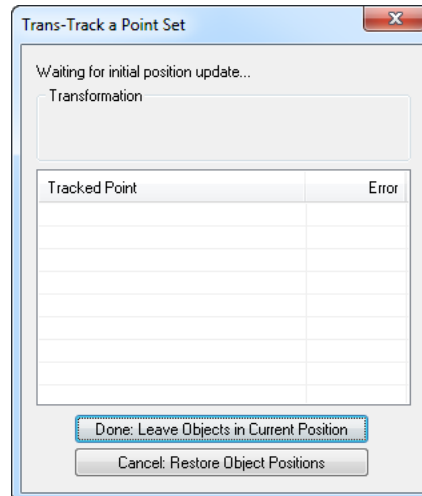 Trans-Track a Point Set
Waiting for initial position update...
Transformation
Tracked Point Error
Done: Leave Objects in Current Position
Cancel: Restore Object Positions